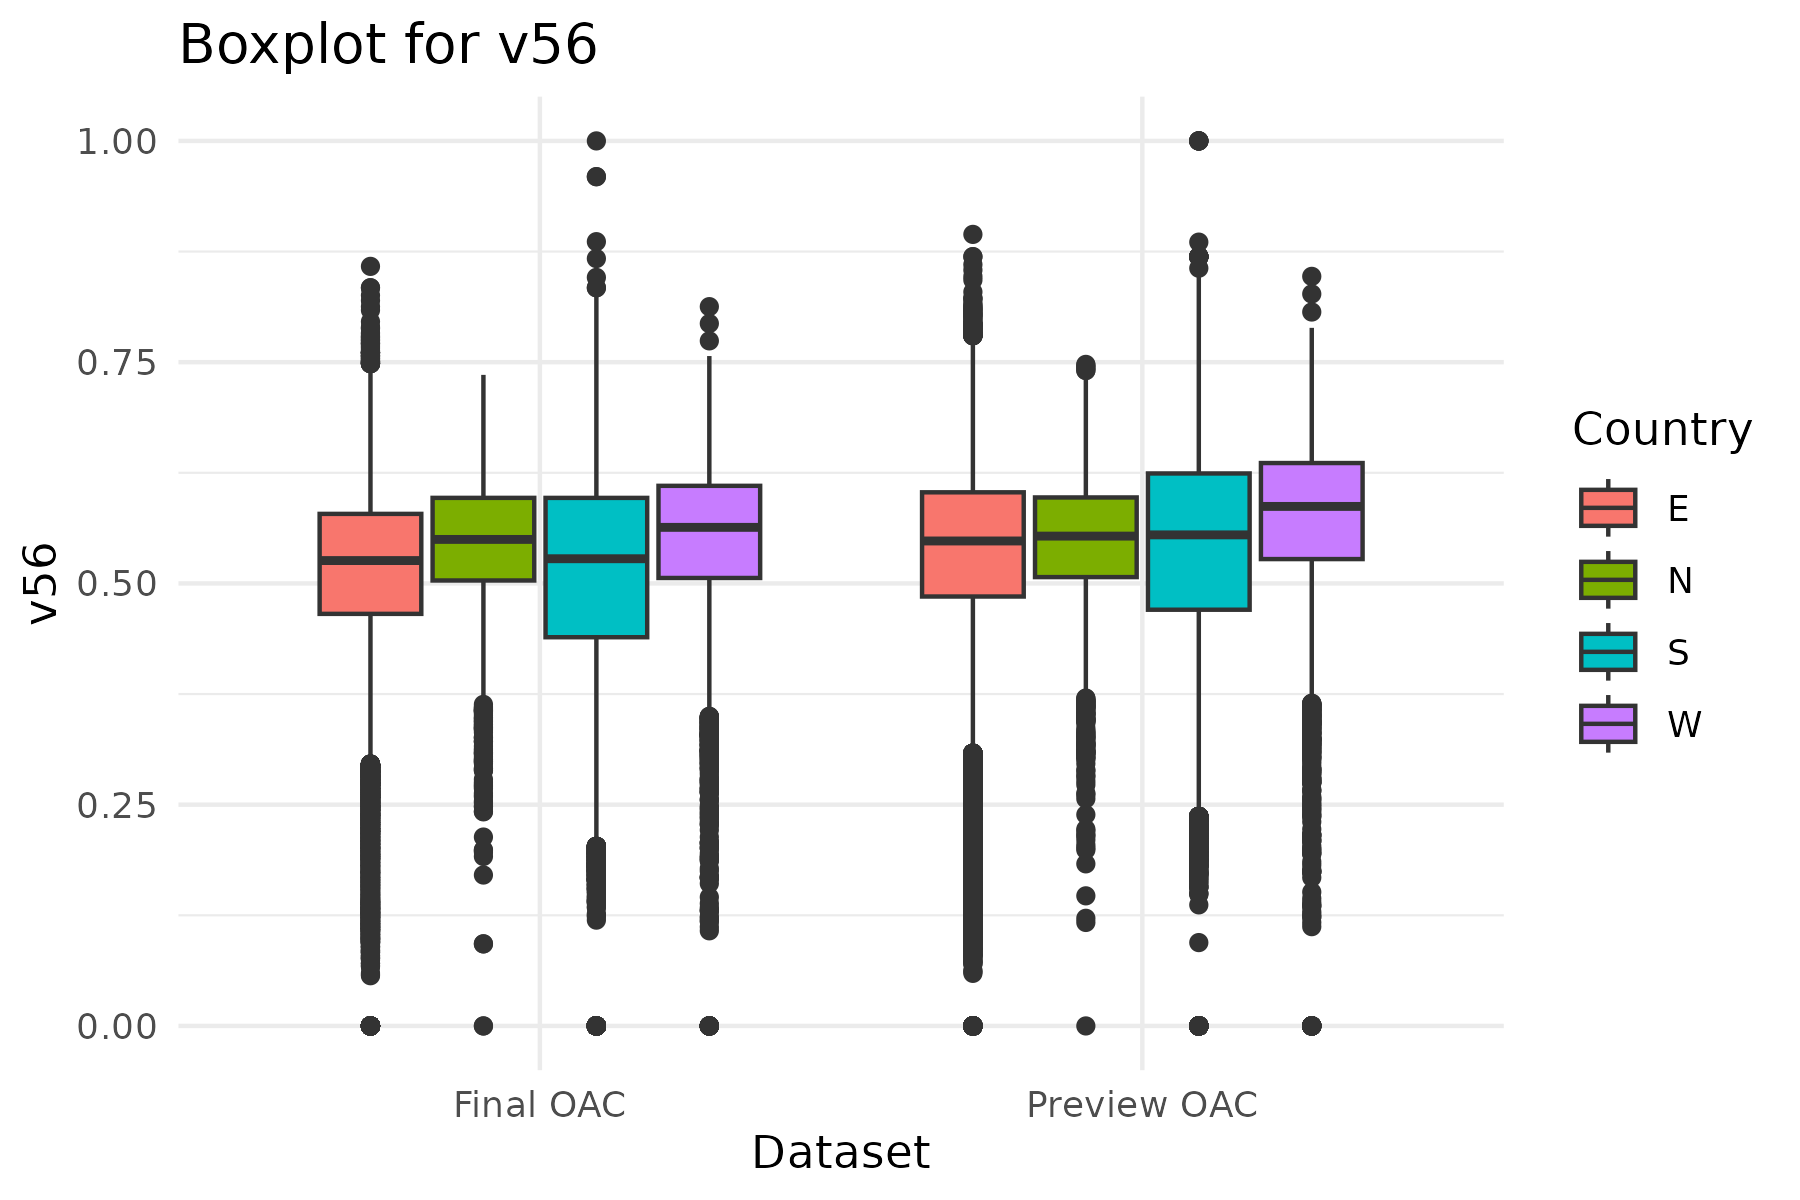 Boxplot for v56
1.00
0.75
0.50
0.25
0.00
v56
Final OAC
Preview OAC
Dataset
Country
E
N
S
W